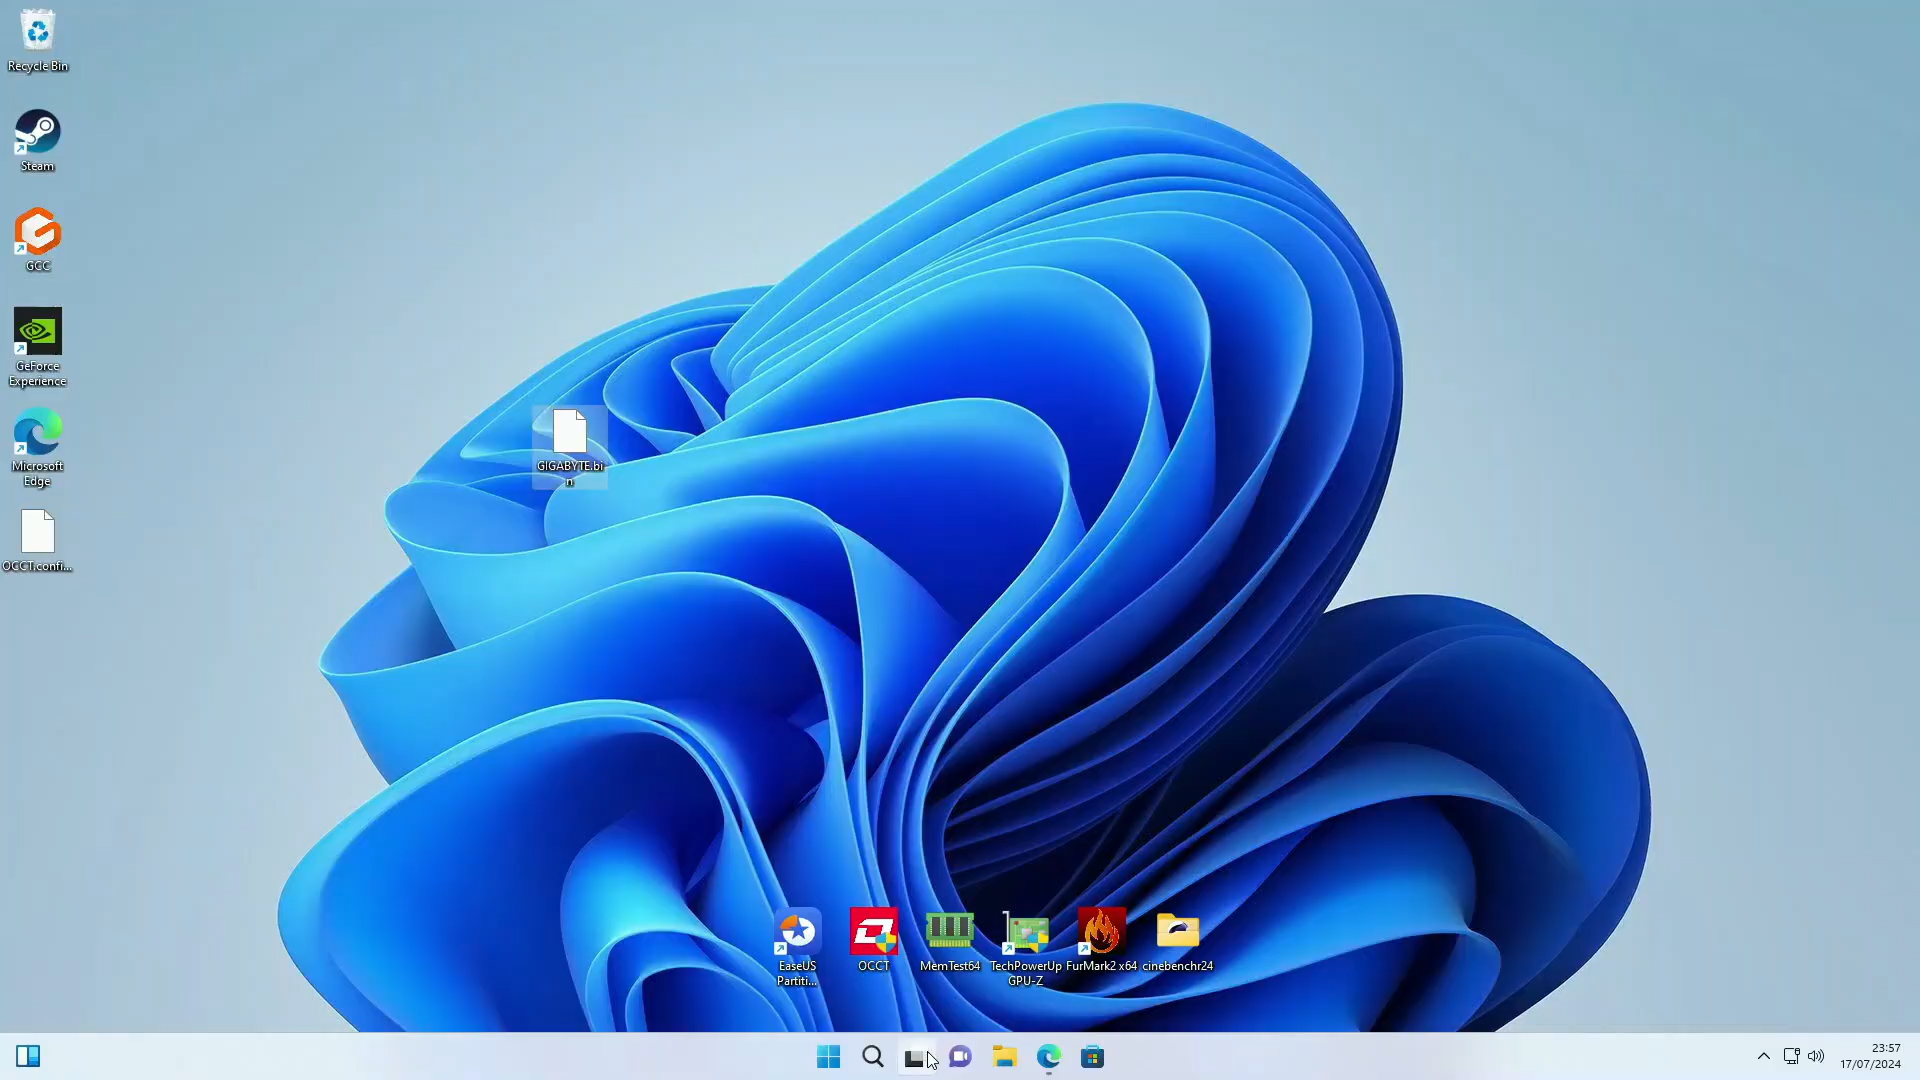 Recycle Bin
Steam
GCC
GeForce
Experience
Microsoft
Edge
OCCT.confi...
GIGABYTE.bi
n
EaseUS
Partiti...
OCCT
MemTest64
TechPowerUp
GPU-Z
FurMark2 x64
cinebenchr24
23:57
17/07/2024